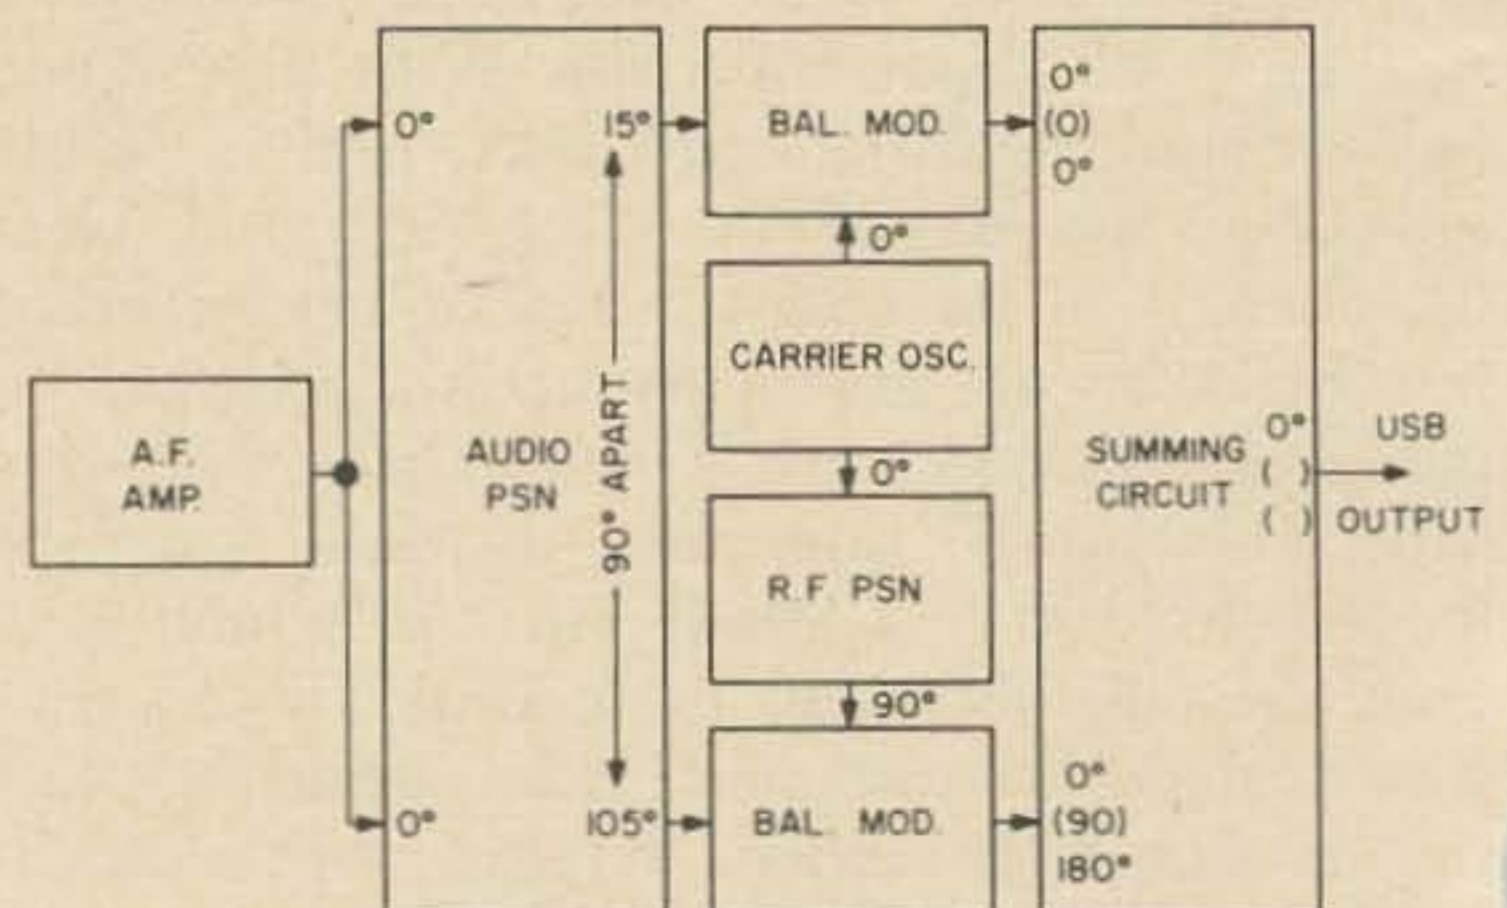 A.F.
AMP.
0°
0°
AUDIO
PSN
15°
90° APART
105°
BAL. MOD.
0°
CARRIER OSC.
0°
R.F. PSN
90°
BAL. MOD.
0°
(0)
0°
SUMMING
CIRCUIT
0°
( )
( )
0°
(90)
180°
USB
OUTPUT